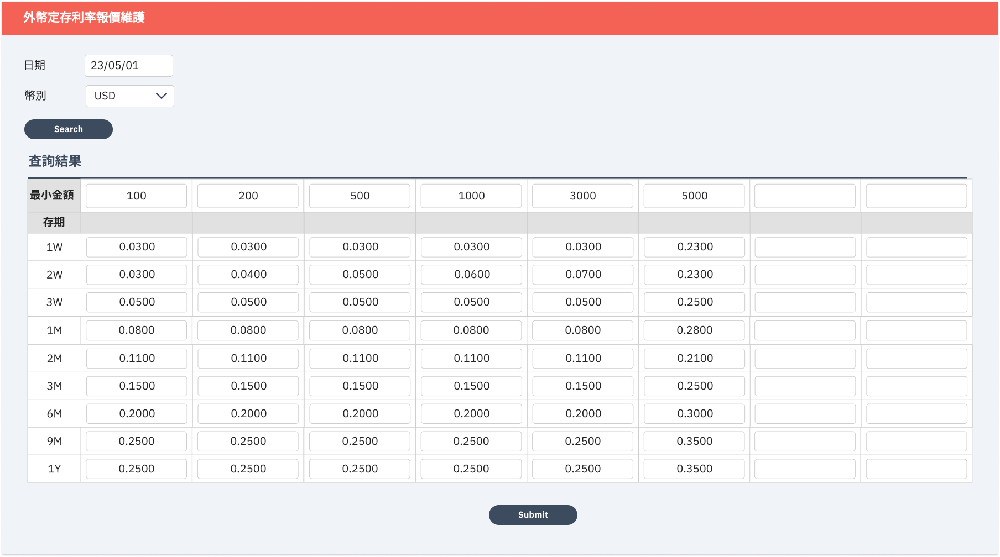 外幣定存利率報價維護
日期 23/05/01
幣別 USD
Search
查詢結果
最小金額 100 200 500 1000 3000 5000
存期
1W 0.0300 0.0300 0.0300 0.0300 0.0300 0.2300
2W 0.0300 0.0400 0.0500 0.0600 0.0700 0.2300
3W 0.0500 0.0500 0.0500 0.0500 0.0500 0.2500
1M 0.0800 0.0800 0.0800 0.0800 0.0800 0.2800
2M 0.1100 0.1100 0.1100 0.1100 0.1100 0.2100
3M 0.1500 0.1500 0.1500 0.1500 0.1500 0.2500
6M 0.2000 0.2000 0.2000 0.2000 0.2000 0.3000
9M 0.2500 0.2500 0.2500 0.2500 0.2500 0.3500
1Y 0.2500 0.2500 0.2500 0.2500 0.2500 0.3500
Submit